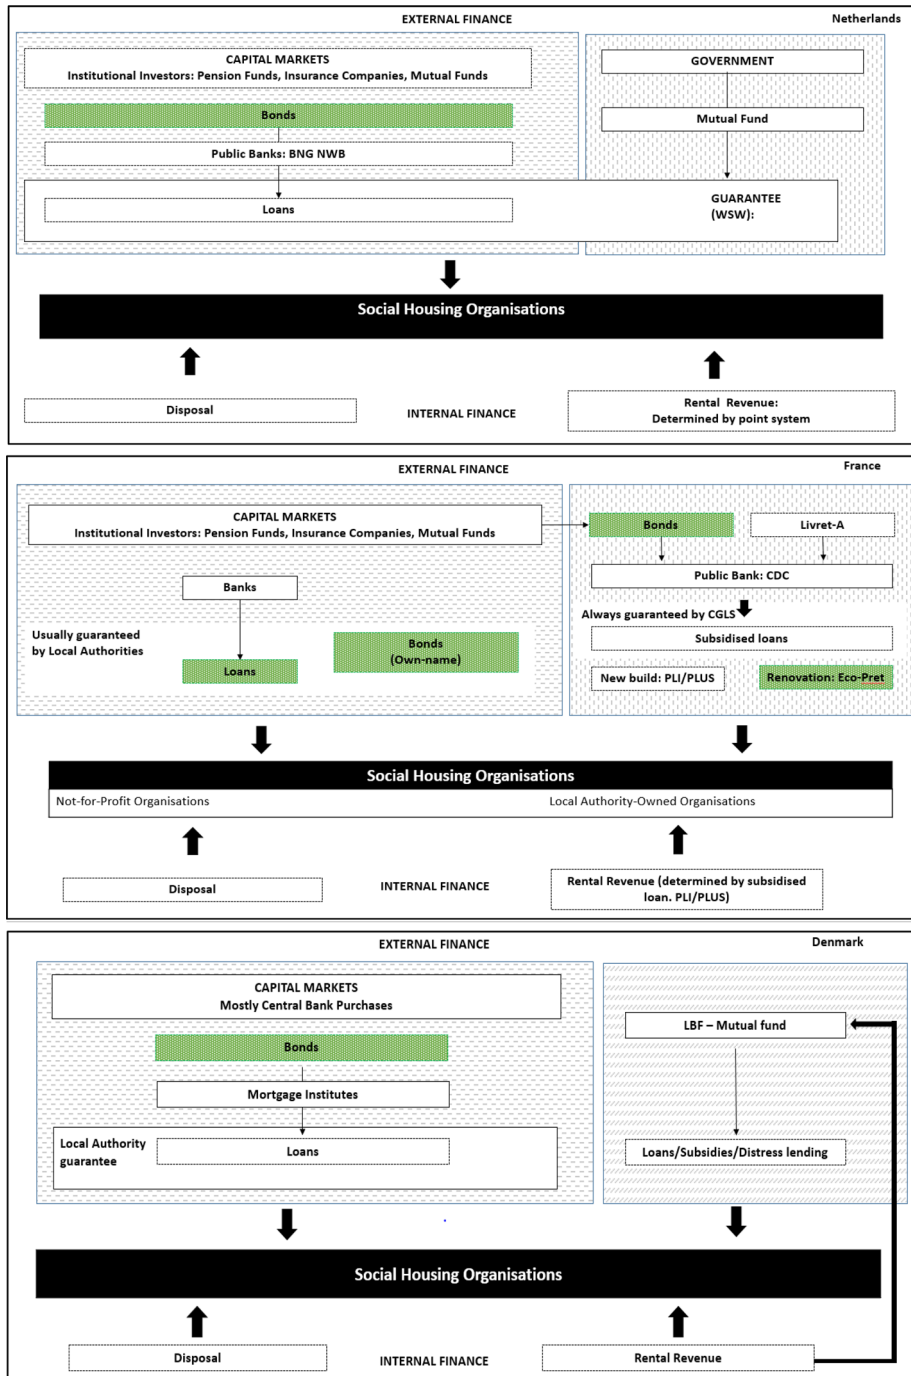 EXTERNAL FINANCE
Netherlands
CAPITAL MARKETS
Institutional Investors: Pension Funds, Insurance Companies, Mutual Funds
Bonds
Public Banks: BNG NWB
Loans
GOVERNMENT
Mutual Fund
GUARANTEE
(WSW):
Social Housing Organisations
Disposal
INTERNAL FINANCE
Rental Revenue:
Determined by point system
EXTERNAL FINANCE
France
CAPITAL MARKETS
Institutional Investors: Pension Funds, Insurance Companies, Mutual Funds
Banks
Usually guaranteed
by Local Authorities
Loans
Bonds
(Own-name)
Bonds
Livret-A
Public Bank: CDC
Always guaranteed by CGLS
Subsidised loans
New build: PLI/PLUS
Renovation: Eco-Pret
Social Housing Organisations
Not-for-Profit Organisations
Local Authority-Owned Organisations
Disposal
INTERNAL FINANCE
Rental Revenue (determined by subsidised
loan. PLI/PLUS)
EXTERNAL FINANCE
Denmark
CAPITAL MARKETS
Mostly Central Bank Purchases
Bonds
Mortgage Institutes
Local Authority
guarantee
Loans
LBF – Mutual fund
Loans/Subsidies/Distress lending
Social Housing Organisations
Disposal
INTERNAL FINANCE
Rental Revenue